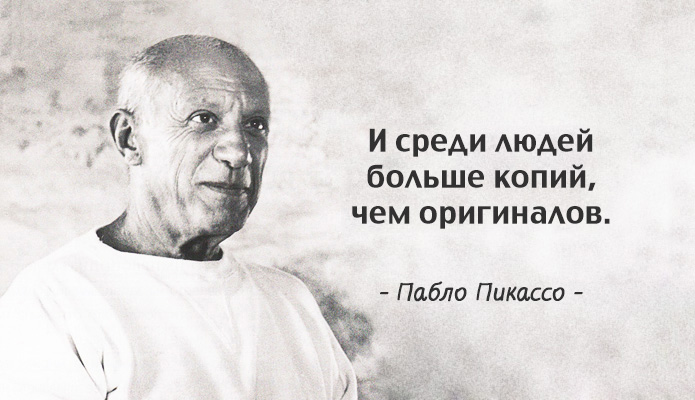 И среди людей
больше копий,
чем оригиналов.
- Пабло Пикассо -